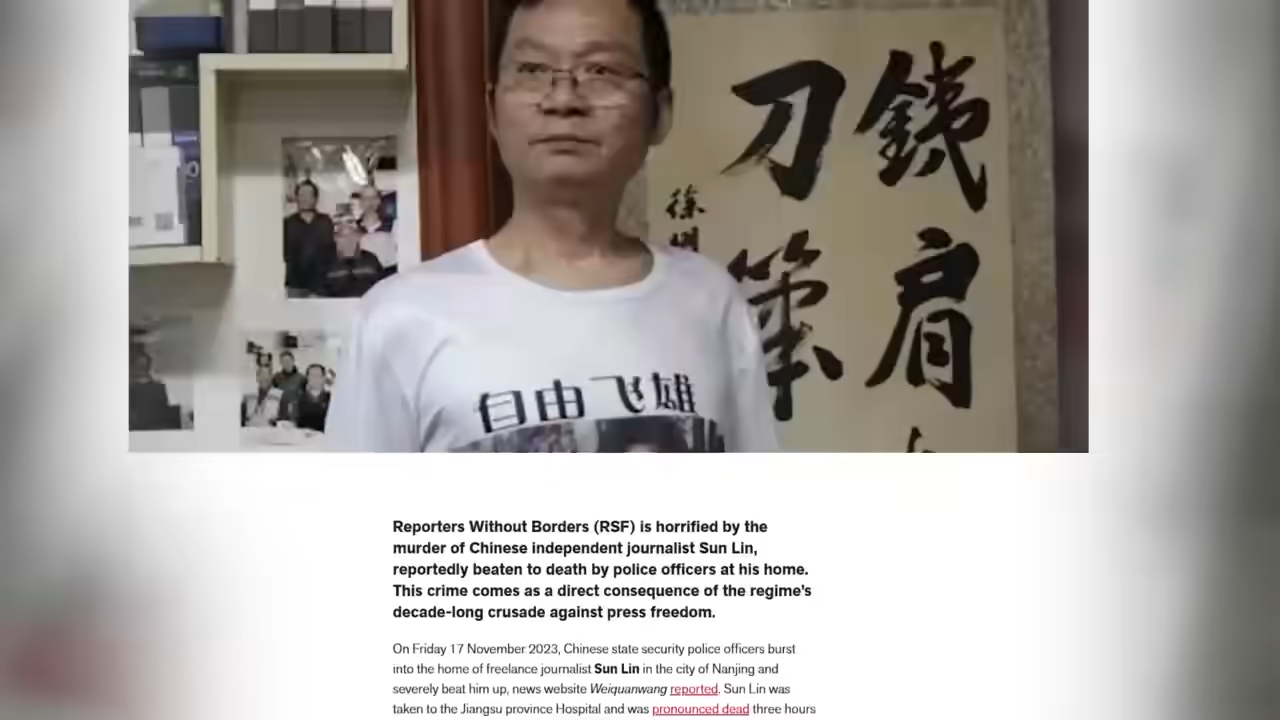 鐵肩
刀筆
徐
自由飞雄
Reporters Without Borders (RSF) is horrified by the
murder of Chinese independent journalist Sun Lin,
reportedly beaten to death by police officers at his home.
This crime comes as a direct consequence of the regime's
decade-long crusade against press freedom.
On Friday 17 November 2023, Chinese state security police officers burst
into the home of freelance journalist Sun Lin in the city of Nanjing and
severely beat him up, news website Weiquanwang reported. Sun Lin was
taken to the Jiangsu province Hospital and was pronounced dead three hours